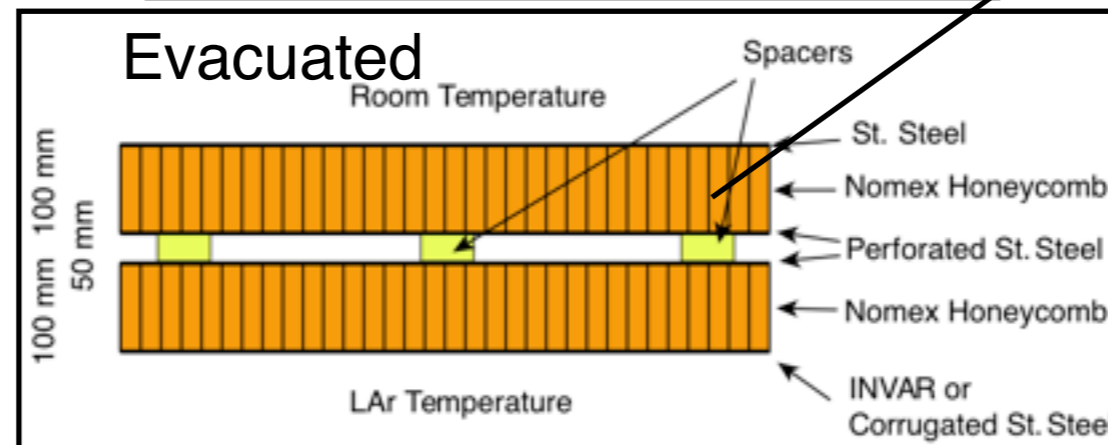 Evacuated
Spacers
Room Temperature
St. Steel
100 mm
Nomex Honeycomb
50 mm
Perforated St. Steel
100 mm
Nomex Honeycomb
LAr Temperature
INVAR or
Corrugated St. Steel